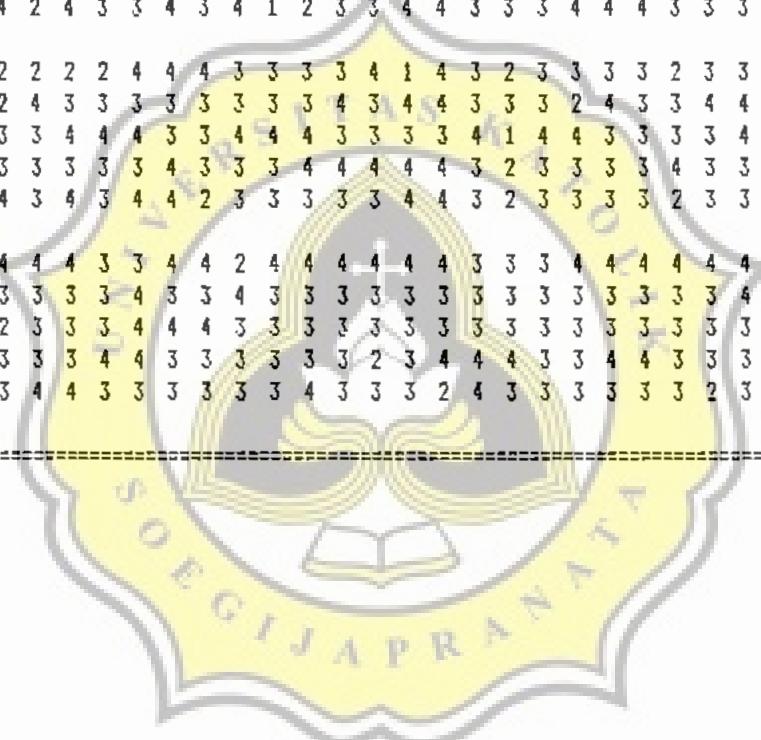 4 2 4 3 3 4 3 4 1 2 3 3 4 4 3 3 3 4 4 4 3 3 3
2 2 2 2 4 4 4 3 3 3 3 4 1 4 3 2 3 3 3 3 2 3 3
2 4 3 3 3 3 3 3 3 3 4 3 4 4 3 3 3 2 4 3 3 4 4
3 3 4 4 4 3 3 4 4 4 3 3 3 3 4 1 4 4 3 3 3 3 4
3 3 3 3 3 4 3 3 3 4 4 4 4 4 3 2 3 3 3 3 4 3 3
4 3 4 3 4 4 2 3 3 3 3 3 4 4 3 2 3 3 3 3 2 3 3
4 4 4 3 3 4 4 2 4 4 4 4 4 4 3 3 3 4 4 4 4 4 4
3 3 3 3 4 3 3 4 3 3 3 3 3 3 3 3 3 3 3 3 3 3 4
2 3 3 3 4 4 4 3 3 3 3 3 3 3 3 3 3 3 3 3 3 3 3
3 3 3 4 4 3 3 3 3 3 3 2 3 4 4 4 3 3 4 4 3 3 3
3 4 4 3 3 3 3 3 3 4 3 3 3 2 4 3 3 3 3 3 3 2 3
UNIVERSITAS KATOLIK
SOEGIJAPRANATA